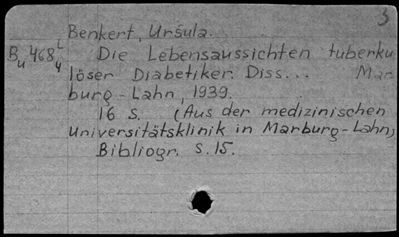 3
Benkert, Ursula.
Bu 468 L4
Die Lebensaussichten tuberku
löser Diabetiker. Diss... Mar
burg-Lahn, 1939.
16 S. (Aus der medizinischen
Universitätsklinik in Marburg-Lahn)
Bibliogr. S. 15.